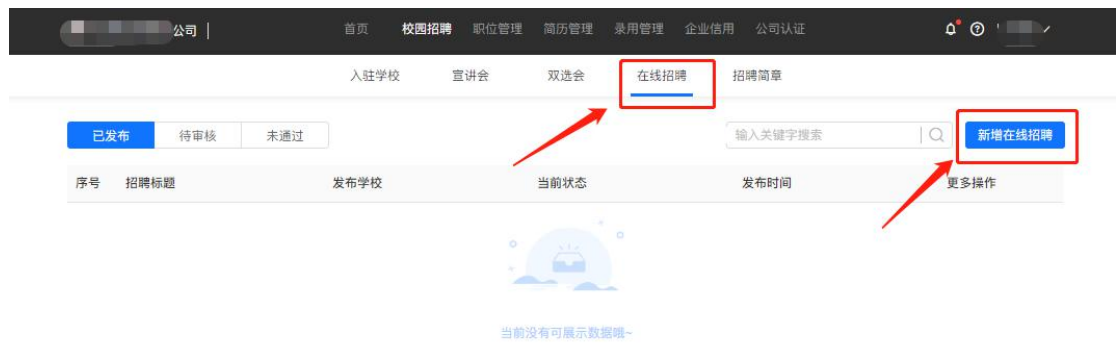 公司 | 首页 校园招聘 职位管理 简历管理 录用管理 企业信用 公司认证
入驻学校 宣讲会 双选会 在线招聘 招聘简章
已发布 待审核 未通过 输入关键字搜索 新增在线招聘
序号 招聘标题 发布学校 当前状态 发布时间 更多操作
当前没有可展示数据哦~